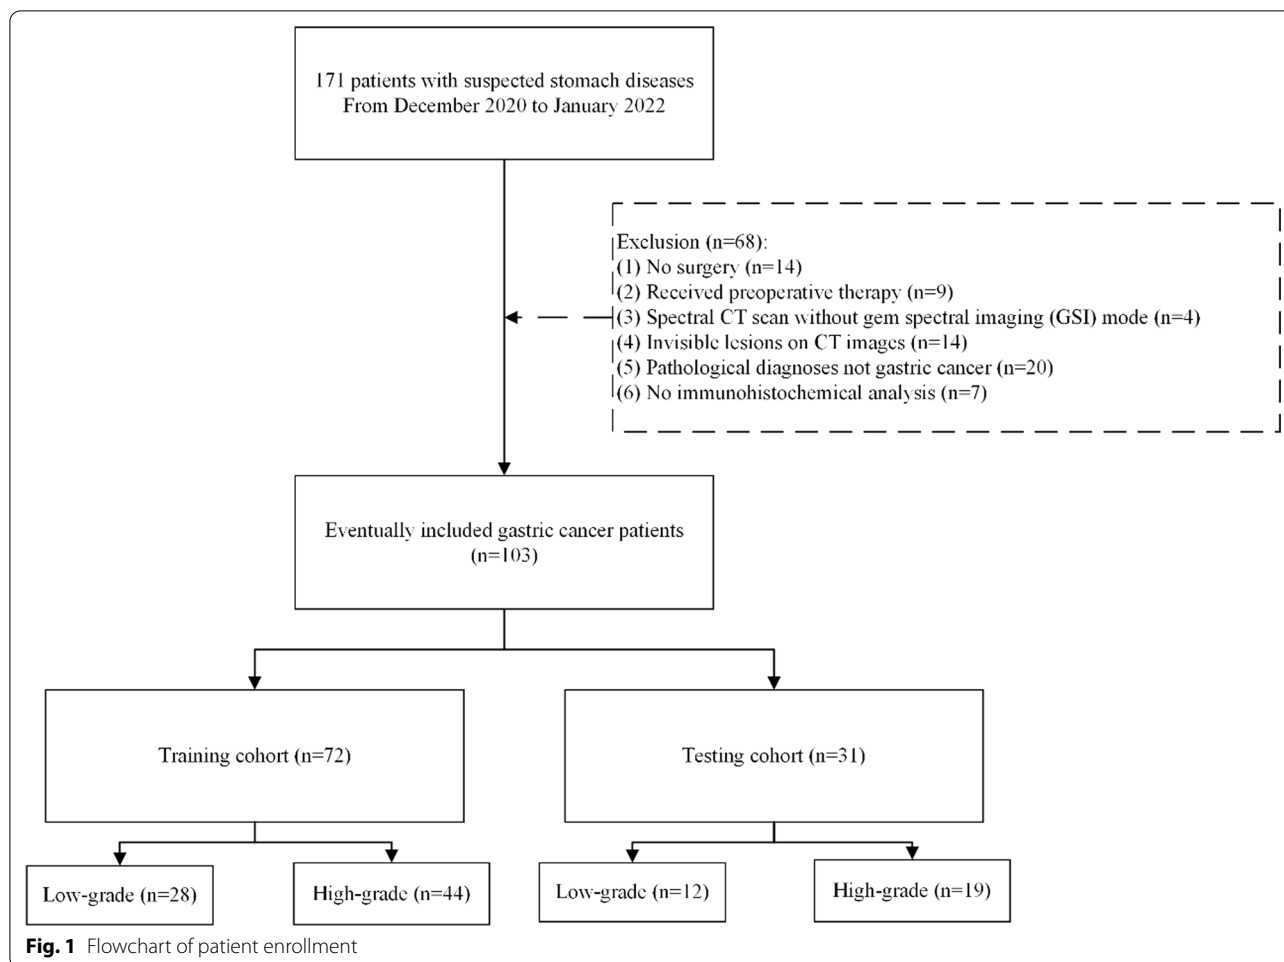 171 patients with suspected stomach diseases
From December 2020 to January 2022
Exclusion (n=68):
(1) No surgery (n=14)
(2) Received preoperative therapy (n=9)
(3) Spectral CT scan without gem spectral imaging (GSI) mode (n=4)
(4) Invisible lesions on CT images (n=14)
(5) Pathological diagnoses not gastric cancer (n=20)
(6) No immunohistochemical analysis (n=7)
Eventually included gastric cancer patients
(n=103)
Training cohort (n=72)
Testing cohort (n=31)
Low-grade (n=28)
High-grade (n=44)
Low-grade (n=12)
High-grade (n=19)
Fig. 1 Flowchart of patient enrollment